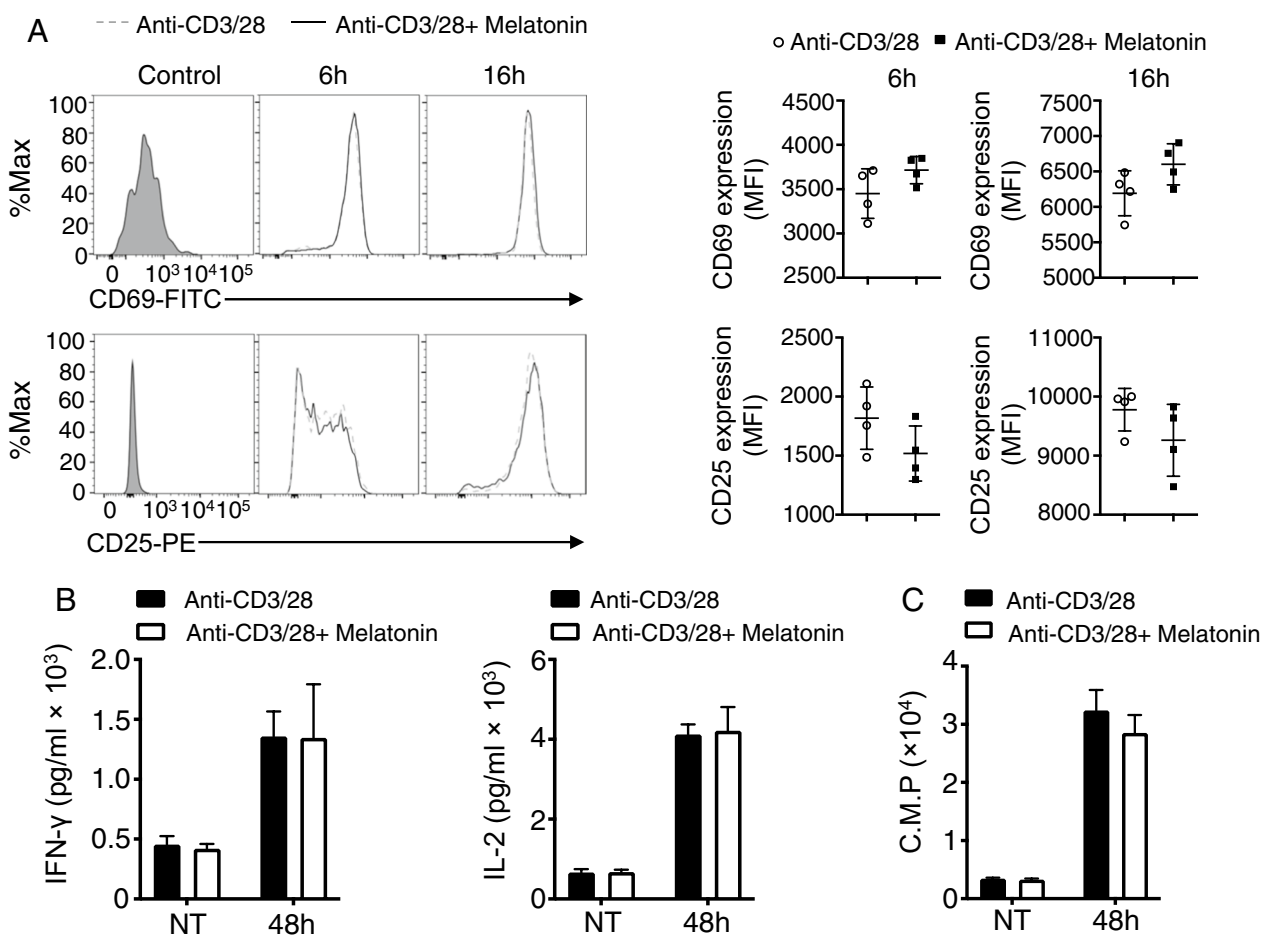 A
Anti-CD3/28
Anti-CD3/28+ Melatonin
Control
6h
16h
%Max
100
80
60
40
20
0
0 10³ 10⁴ 10⁵
CD69-FITC
%Max
100
80
60
40
20
0
0 10³ 10⁴ 10⁵
CD25-PE
Anti-CD3/28
Anti-CD3/28+ Melatonin
6h
CD69 expression
(MFI)
4500
4000
3500
3000
2500
16h
CD69 expression
(MFI)
7500
7000
6500
6000
5500
5000
CD25 expression
(MFI)
2500
2000
1500
1000
CD25 expression
(MFI)
11000
10000
9000
8000
B
Anti-CD3/28
Anti-CD3/28+ Melatonin
IFN-γ (pg/ml × 10³)
2.0
1.5
1.0
0.5
0
NT
48h
Anti-CD3/28
Anti-CD3/28+ Melatonin
IL-2 (pg/ml × 10³)
6
4
2
0
NT
48h
C
Anti-CD3/28
Anti-CD3/28+ Melatonin
C.M.P (×10⁴)
4
3
2
1
0
NT
48h